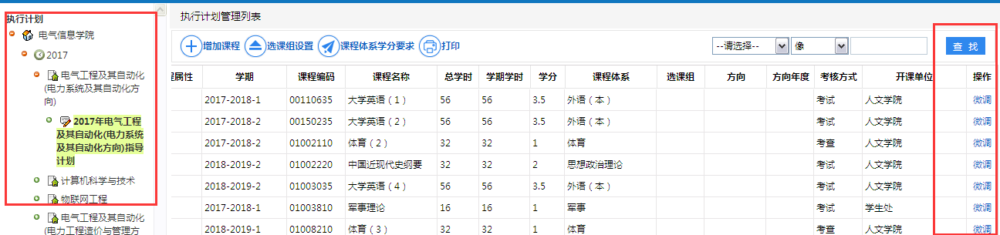 执行计划
电气信息学院
2017
电气工程及其自动化
(电力系统及其自动化方
向)
2017年电气工程
及其自动化(电力系统
及其自动化方向)指导
计划
计算机科学与技术
物联网工程
电气工程及其自动化
(电力工程造价与管理方
执行计划管理列表
增加课程 选课组设置 课程体系学分要求 打印 --请选择-- 像 查 找
属性 学期 课程编码 课程名称 总学时 学期学时 学分 课程体系 选课组 方向 方向年度 考核方式 开课单位 操作
2017-2018-1 00110635 大学英语（1） 56 56 3.5 外语（本） 考试 人文学院 微调
2017-2018-2 00150235 大学英语（2） 56 56 3.5 外语（本） 考试 人文学院 微调
2017-2018-2 01002110 体育（2） 32 32 1 体育 考查 人文学院 微调
2018-2019-2 01002220 中国近现代史纲要 32 32 2 思想政治理论 考试 人文学院 微调
2018-2019-2 01003035 大学英语（4） 56 56 3.5 外语（本） 考试 人文学院 微调
2017-2018-1 01003810 军事理论 16 16 1 军事 考试 学生处 微调
2018-2019-1 01008210 体育（3） 32 32 1 体育 考查 人文学院 微调